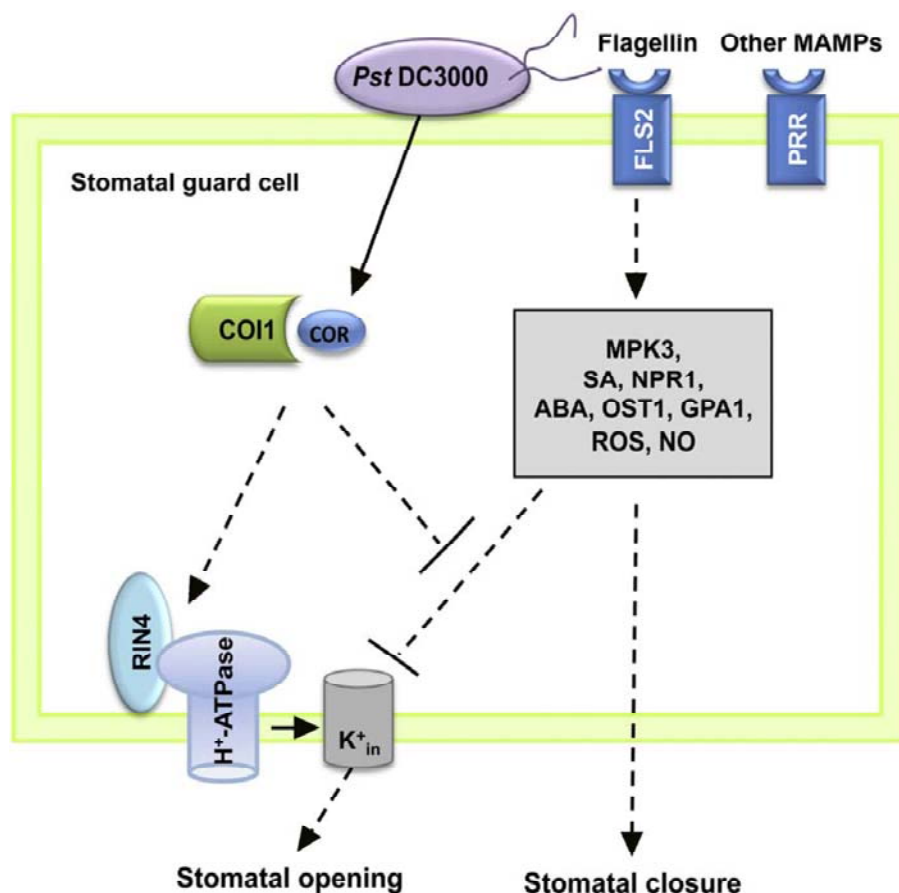 Flagellin
Other MAMPs
Pst DC3000
FLS2
PRR
Stomatal guard cell
COI1
COR
MPK3,
SA, NPR1,
ABA, OST1, GPA1,
ROS, NO
RIN4
H⁺-ATPase
K⁺in
Stomatal opening
Stomatal closure